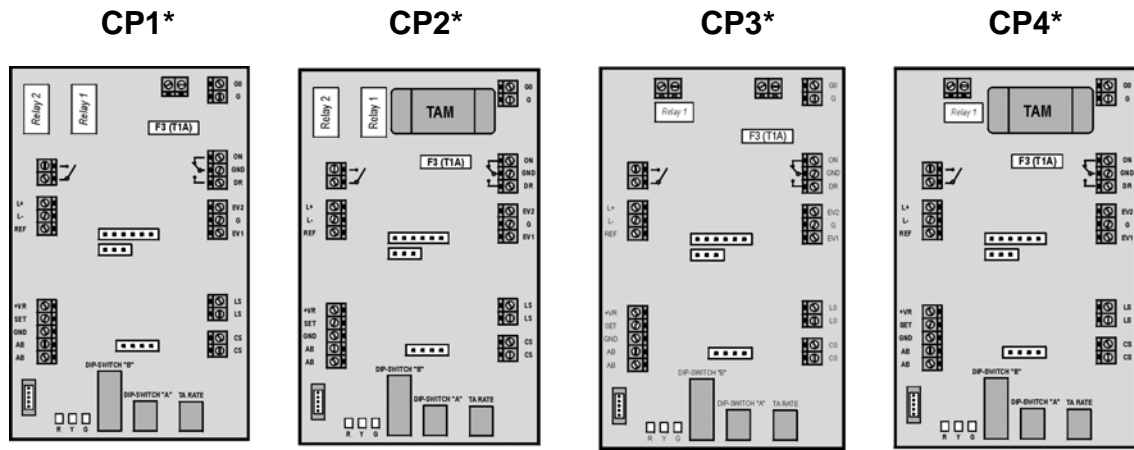 CP1* CP2* CP3* CP4*
Relay 2
Relay 1
G0
G
F3 (T1A)
ON
GND
DR
L+
L-
REF
EV2
G
EV1
+VR
SET
GND
AB
AB
LS
LS
CS
CS
DIP-SWITCH "B"
DIP-SWITCH "A"
TA RATE
R Y G
Relay 2
Relay 1
TAM
G0
G
F3 (T1A)
ON
GND
DR
L+
L-
REF
EV2
G
EV1
+VR
SET
GND
AB
AB
LS
LS
CS
CS
DIP-SWITCH "B"
DIP-SWITCH "A"
TA RATE
R Y G
Relay 1
G0
G
F3 (T1A)
ON
GND
DR
L+
L-
REF
EV2
G
EV1
+VR
SET
GND
AB
AB
LS
LS
CS
CS
DIP-SWITCH "B"
DIP-SWITCH "A"
TA RATE
R Y G
Relay 1
TAM
G0
G
F3 (T1A)
ON
GND
DR
L+
L-
REF
EV2
G
EV1
+VR
SET
GND
AB
AB
LS
LS
CS
CS
DIP-SWITCH "B"
DIP-SWITCH "A"
TA RATE
R Y G